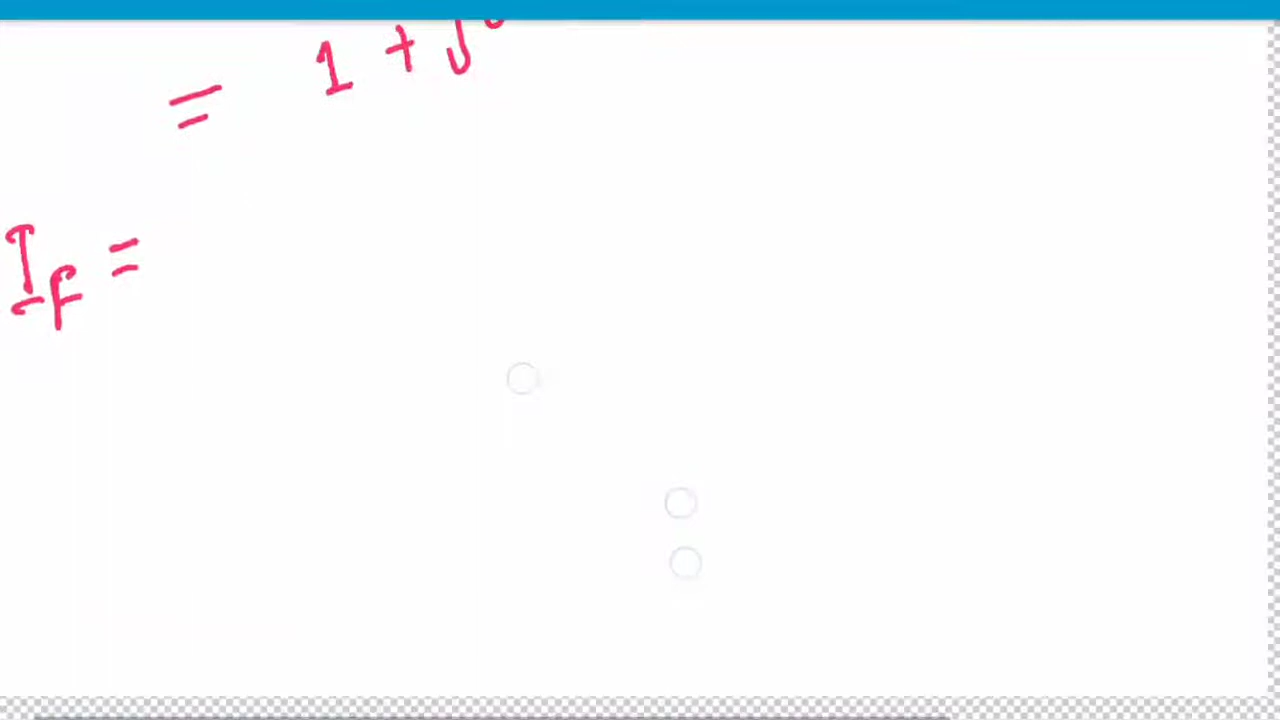 = 1 + j
I_f =